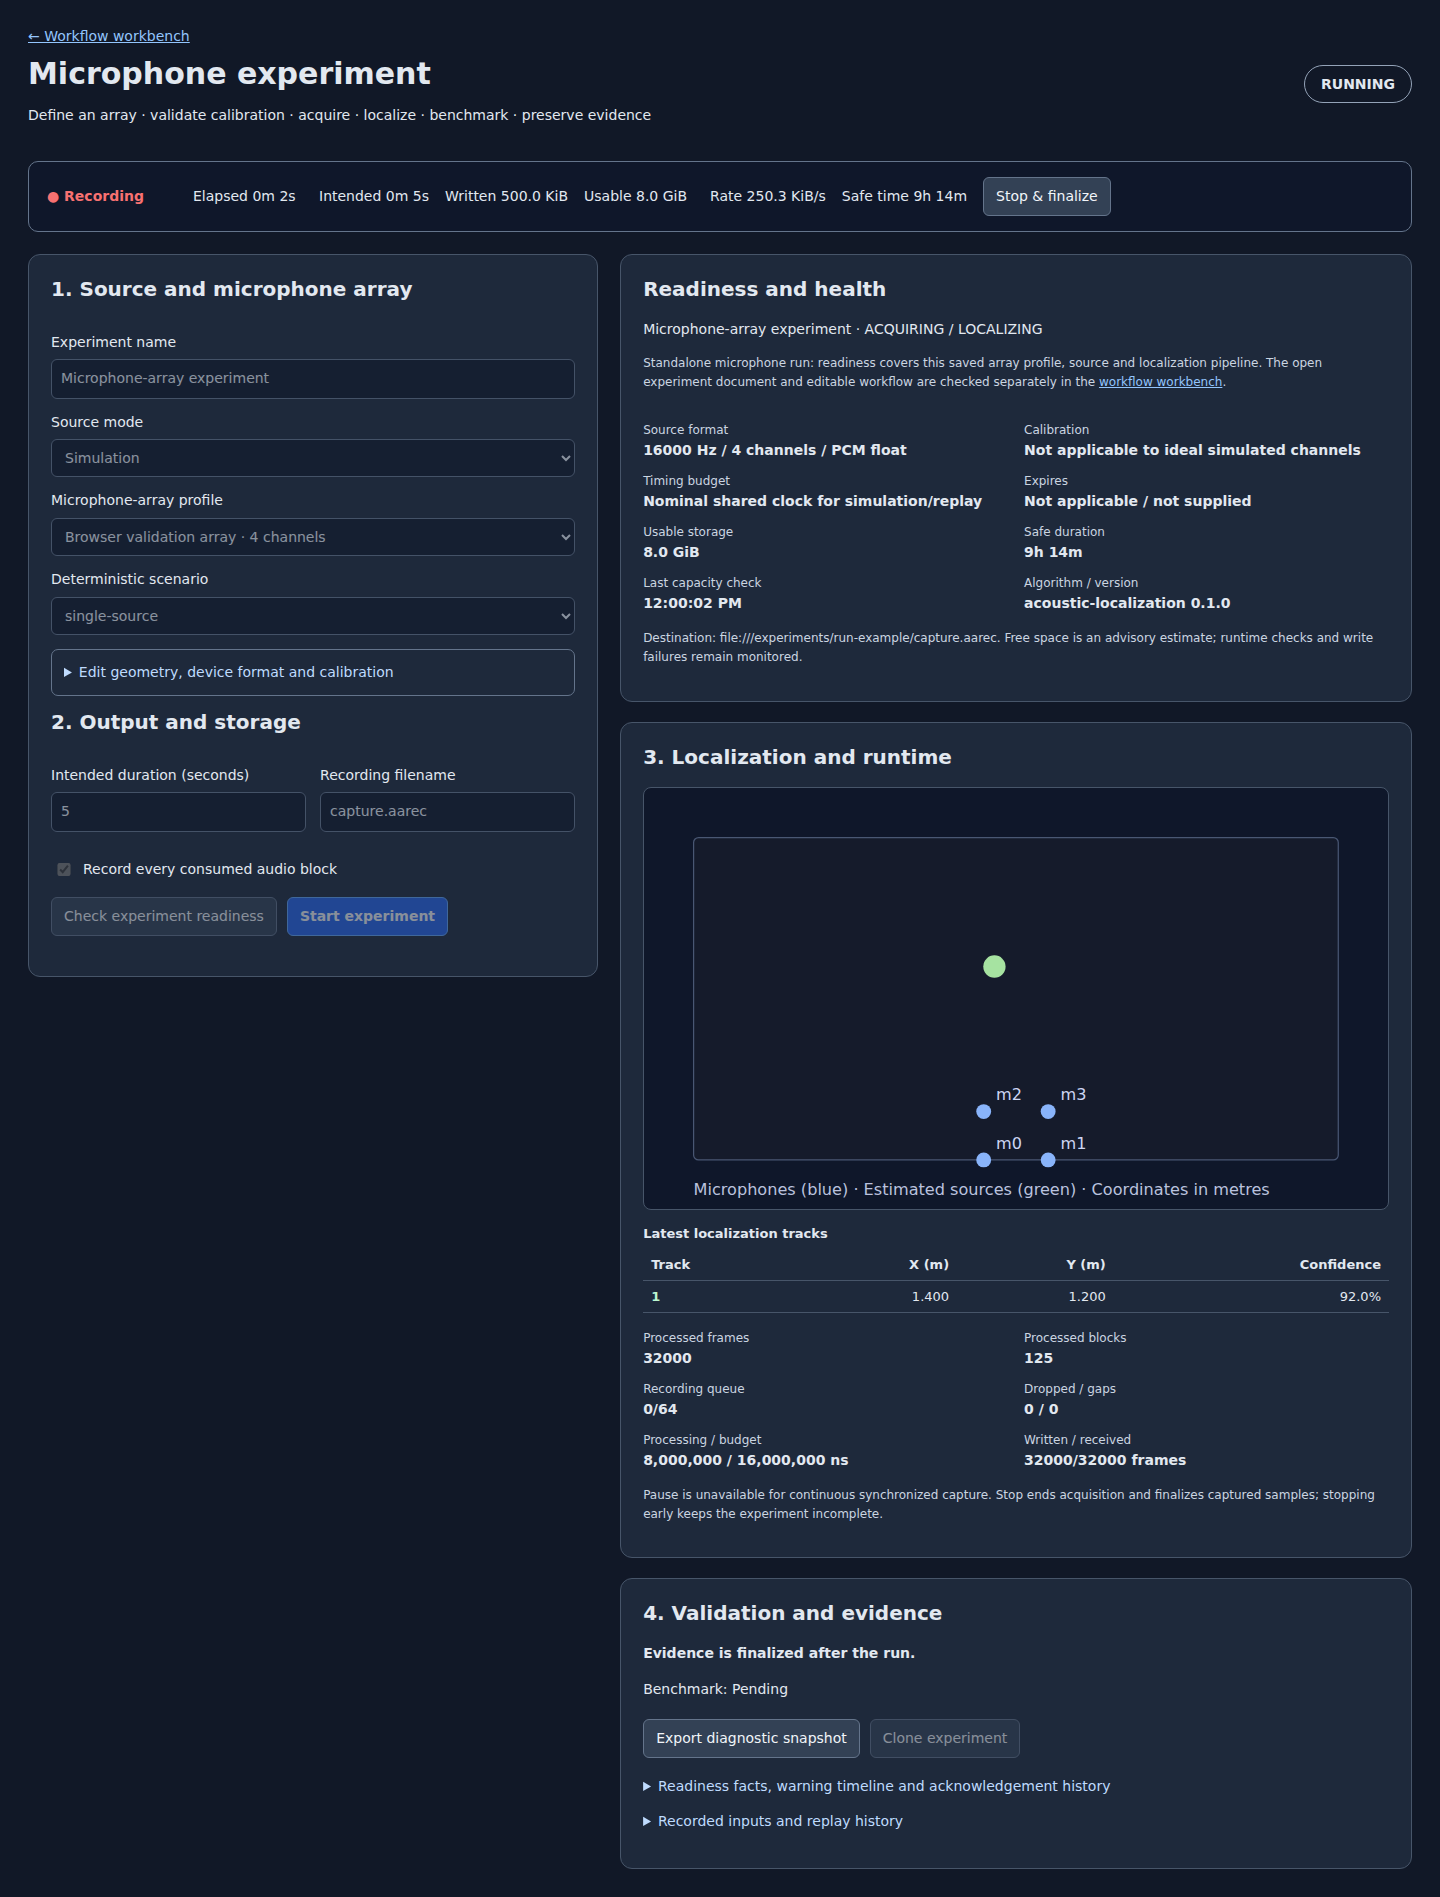 ← Workflow workbench
Microphone experiment
RUNNING
Define an array · validate calibration · acquire · localize · benchmark · preserve evidence
● Recording Elapsed 0m 2s Intended 0m 5s Written 500.0 KiB Usable 8.0 GiB Rate 250.3 KiB/s Safe time 9h 14m Stop & finalize
1. Source and microphone array
Experiment name
Microphone-array experiment
Source mode
Simulation
Microphone-array profile
Browser validation array · 4 channels
Deterministic scenario
single-source
▶ Edit geometry, device format and calibration
2. Output and storage
Intended duration (seconds) Recording filename
5 capture.aarec
Record every consumed audio block
Check experiment readiness Start experiment
Readiness and health
Microphone-array experiment · ACQUIRING / LOCALIZING
Standalone microphone run: readiness covers this saved array profile, source and localization pipeline. The open
experiment document and editable workflow are checked separately in the workflow workbench.
Source format Calibration
16000 Hz / 4 channels / PCM float Not applicable to ideal simulated channels
Timing budget Expires
Nominal shared clock for simulation/replay Not applicable / not supplied
Usable storage Safe duration
8.0 GiB 9h 14m
Last capacity check Algorithm / version
12:00:02 PM acoustic-localization 0.1.0
Destination: file:///experiments/run-example/capture.aarec. Free space is an advisory estimate; runtime checks and write
failures remain monitored.
3. Localization and runtime
m2 m3
m0 m1
Microphones (blue) · Estimated sources (green) · Coordinates in metres
Latest localization tracks
Track X (m) Y (m) Confidence
1 1.400 1.200 92.0%
Processed frames Processed blocks
32000 125
Recording queue Dropped / gaps
0/64 0 / 0
Processing / budget Written / received
8,000,000 / 16,000,000 ns 32000/32000 frames
Pause is unavailable for continuous synchronized capture. Stop ends acquisition and finalizes captured samples; stopping
early keeps the experiment incomplete.
4. Validation and evidence
Evidence is finalized after the run.
Benchmark: Pending
Export diagnostic snapshot Clone experiment
▶ Readiness facts, warning timeline and acknowledgement history
▶ Recorded inputs and replay history